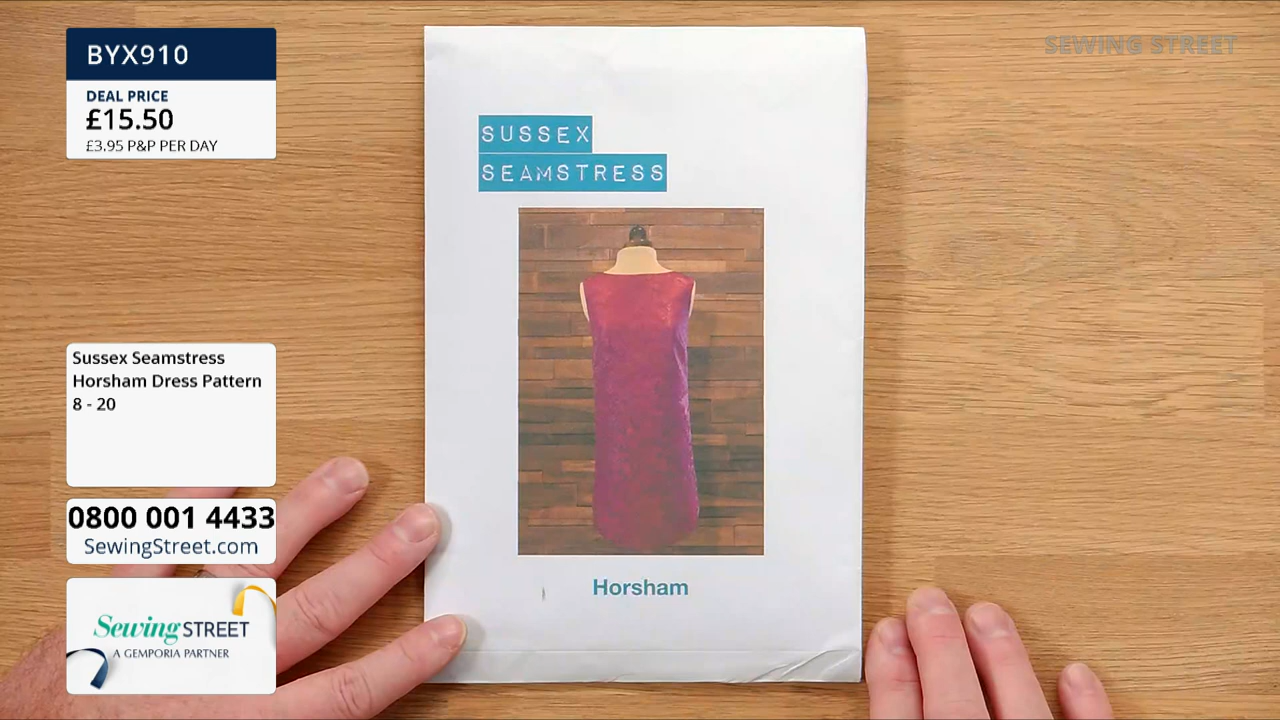 BYX910
DEAL PRICE
£15.50
£3.95 P&P PER DAY
SEWING STREET
SUSSEX
SEAMSTRESS
Horsham
Sussex Seamstress
Horsham Dress Pattern
8 - 20
0800 001 4433
SewingStreet.com
Sewing STREET
A GEMPORIA PARTNER